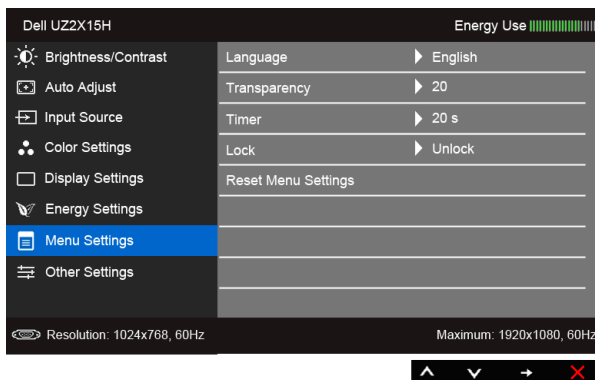 Dell UZ2X15H Energy Use
Brightness/Contrast Language English
Auto Adjust Transparency 20
Input Source Timer 20 s
Color Settings Lock Unlock
Display Settings Reset Menu Settings
Energy Settings
Menu Settings
Other Settings
Resolution: 1024x768, 60Hz Maximum: 1920x1080, 60Hz